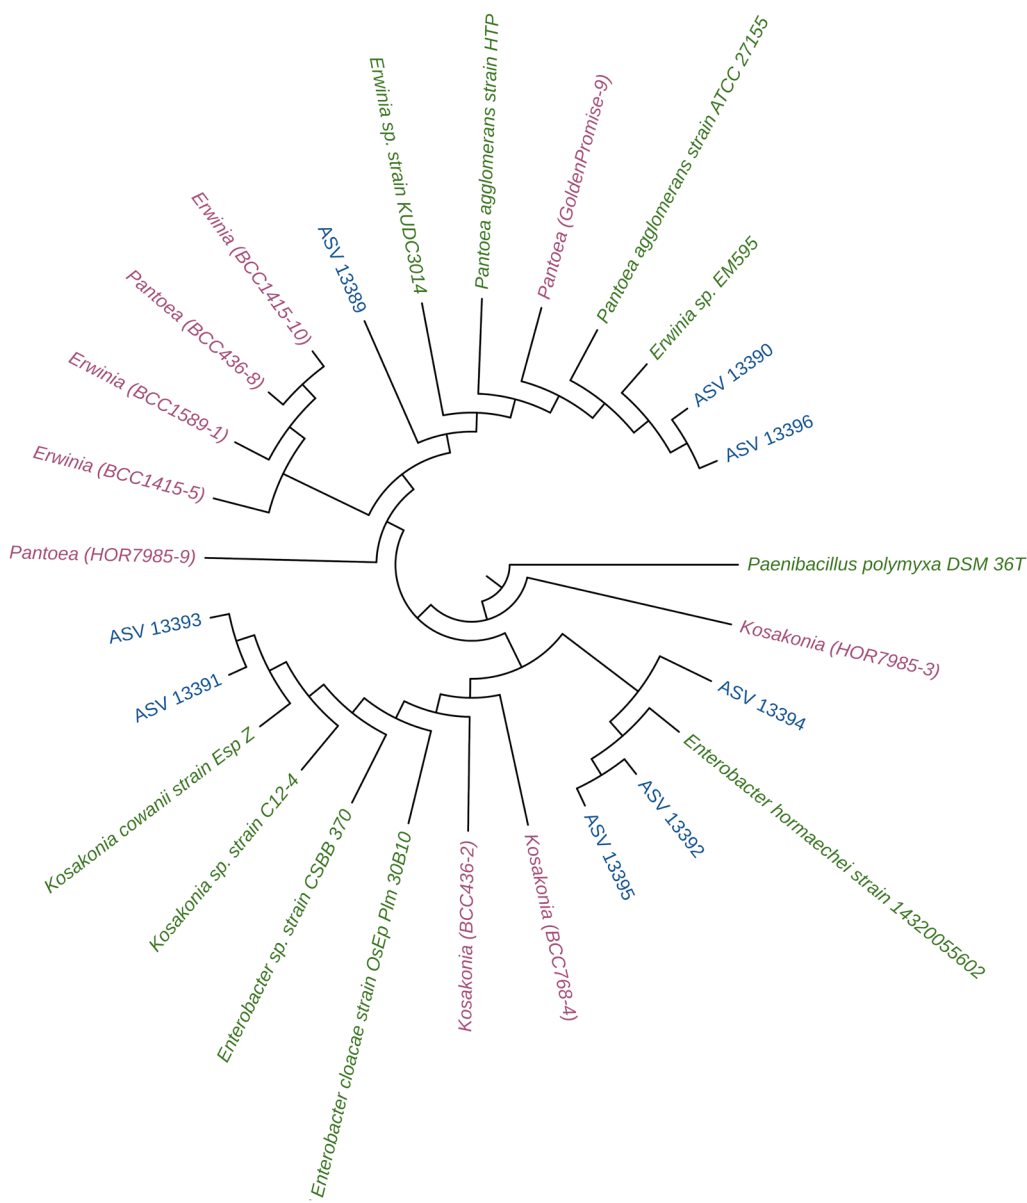 Erwinia sp. strain KUDC3014
Pantoea agglomerans strain HTP
Pantoea (GoldenPromise-9)
Pantoea agglomerans strain ATCC 27155
Erwinia sp. EM595
ASV 13390
ASV 13396
Paenibacillus polymyxa DSM 36T
Kosakonia (HOR7985-3)
ASV 13394
Enterobacter hormaechei strain 14320055602
ASV 13392
ASV 13395
Kosakonia (BCC768-4)
Kosakonia (BCC436-2)
Enterobacter cloacae strain OsEp Plm 30B10
Enterobacter sp. strain CSBB 370
Kosakonia sp. strain C12-4
Kosakonia cowanii strain Esp Z
ASV 13391
ASV 13393
Pantoea (HOR7985-9)
Erwinia (BCC1415-5)
Erwinia (BCC1589-1)
Pantoea (BCC436-8)
Erwinia (BCC1415-10)
ASV 13389